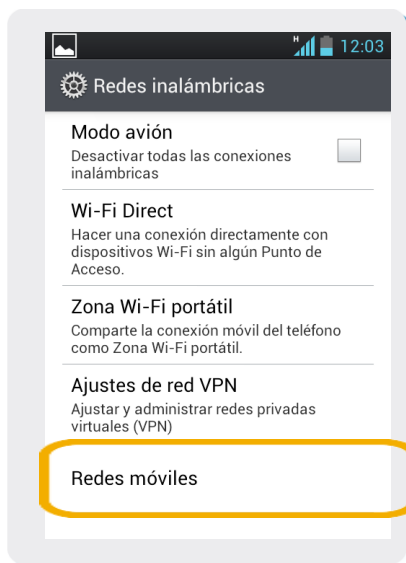 H 12:03
Redes inalámbricas
Modo avión
Desactivar todas las conexiones
inalámbricas
Wi-Fi Direct
Hacer una conexión directamente con
dispositivos Wi-Fi sin algún Punto de
Acceso.
Zona Wi-Fi portátil
Comparte la conexión móvil del teléfono
como Zona Wi-Fi portátil.
Ajustes de red VPN
Ajustar y administrar redes privadas
virtuales (VPN)
Redes móviles